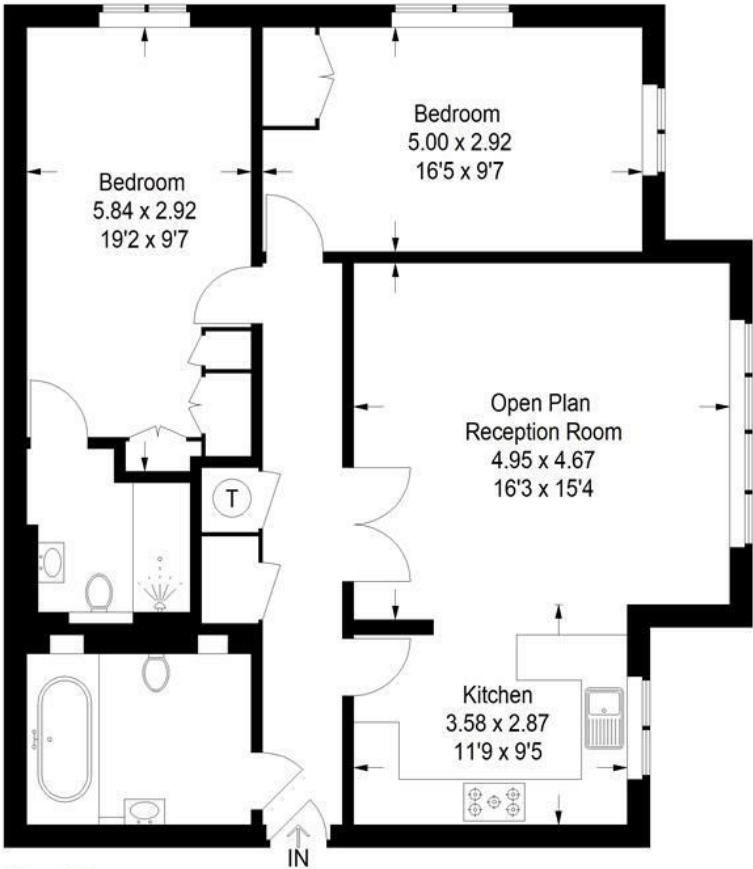 Bedroom
5.00 x 2.92
16'5 x 9'7
Bedroom
5.84 x 2.92
19'2 x 9'7
Open Plan
Reception Room
4.95 x 4.67
16'3 x 15'4
T
Kitchen
3.58 x 2.87
11'9 x 9'5
IN